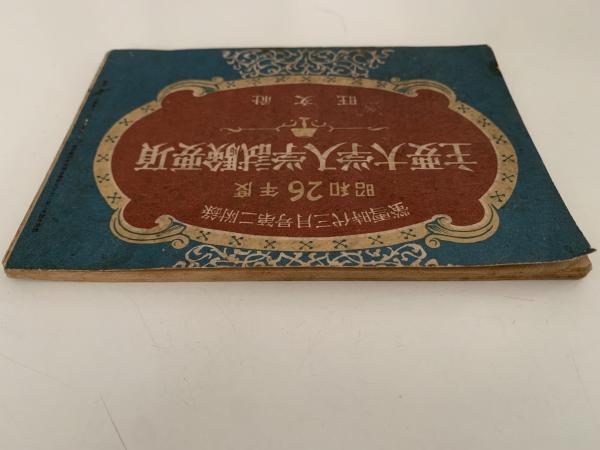 螢雪時代三月号第二附録
昭和26年度
主要大学入学試験要項
旺文社